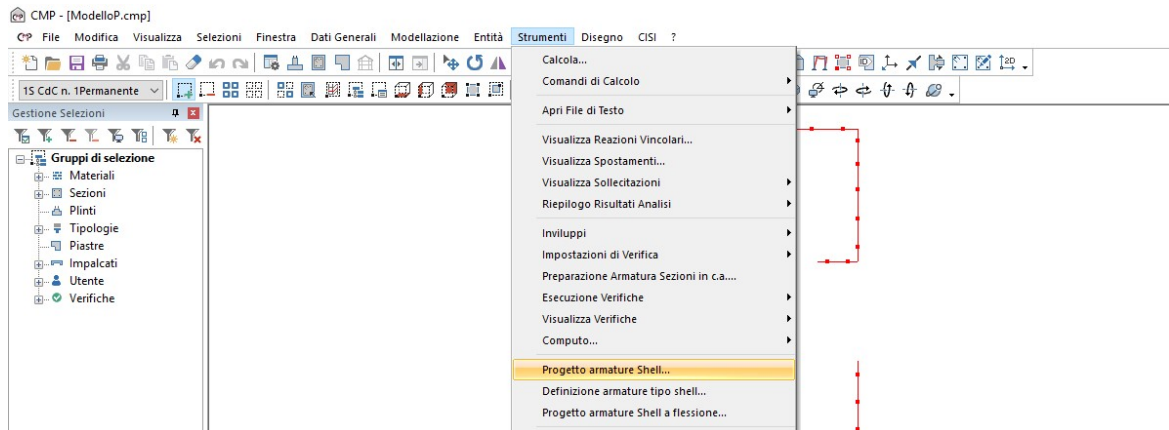 CMP - [ModelloP.cmp]
File Modifica Visualizza Selezioni Finestra Dati Generali Modellazione Entità Strumenti Disegno CISI ?
1S CdC n. 1Permanente
Gestione Selezioni
Gruppi di selezione
Materiali
Sezioni
Plinti
Tipologie
Piastre
Impalcati
Utente
Verifiche
Calcola...
Comandi di Calcolo
Apri File di Testo
Visualizza Reazioni Vincolari...
Visualizza Spostamenti...
Visualizza Sollecitazioni
Riepilogo Risultati Analisi
Inviluppi
Impostazioni di Verifica
Preparazione Armatura Sezioni in c.a....
Esecuzione Verifiche
Visualizza Verifiche
Computo...
Progetto armature Shell...
Definizione armature tipo shell...
Progetto armature Shell a flessione...